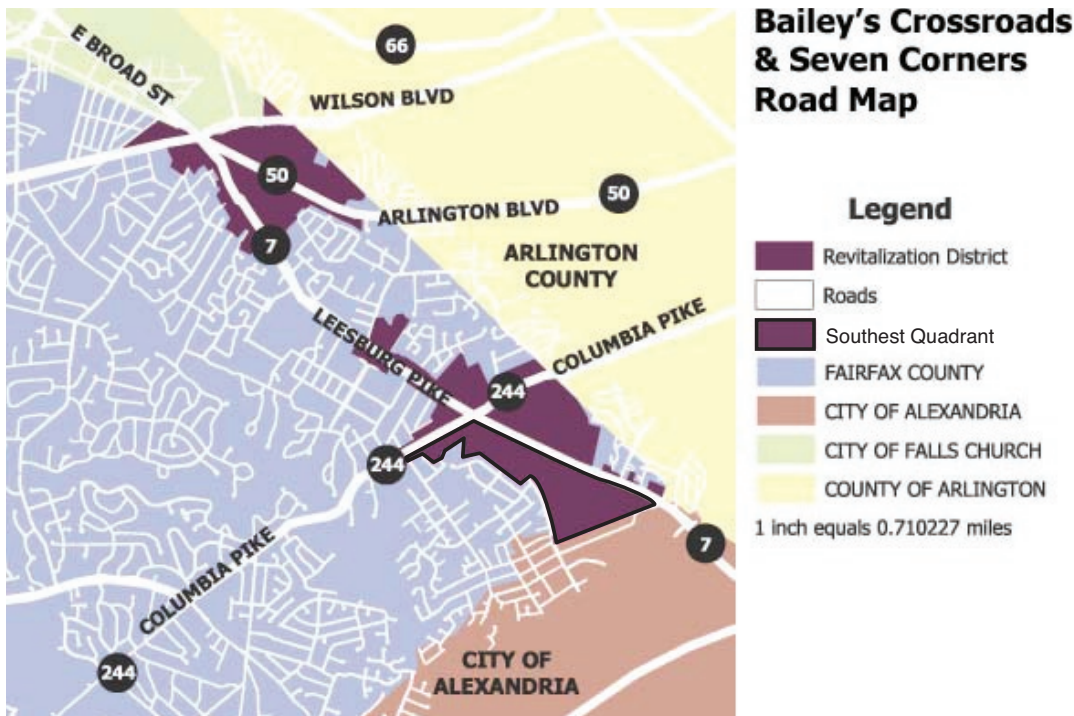 Bailey's Crossroads
& Seven Corners
Road Map
E BROAD ST
66
WILSON BLVD
50
50
ARLINGTON BLVD
7
ARLINGTON
COUNTY
LEESBURG PIKE
COLUMBIA PIKE
244
244
7
COLUMBIA PIKE
244
CITY OF
ALEXANDRIA
Legend
Revitalization District
Roads
Southest Quadrant
FAIRFAX COUNTY
CITY OF ALEXANDRIA
CITY OF FALLS CHURCH
COUNTY OF ARLINGTON
1 inch equals 0.710227 miles